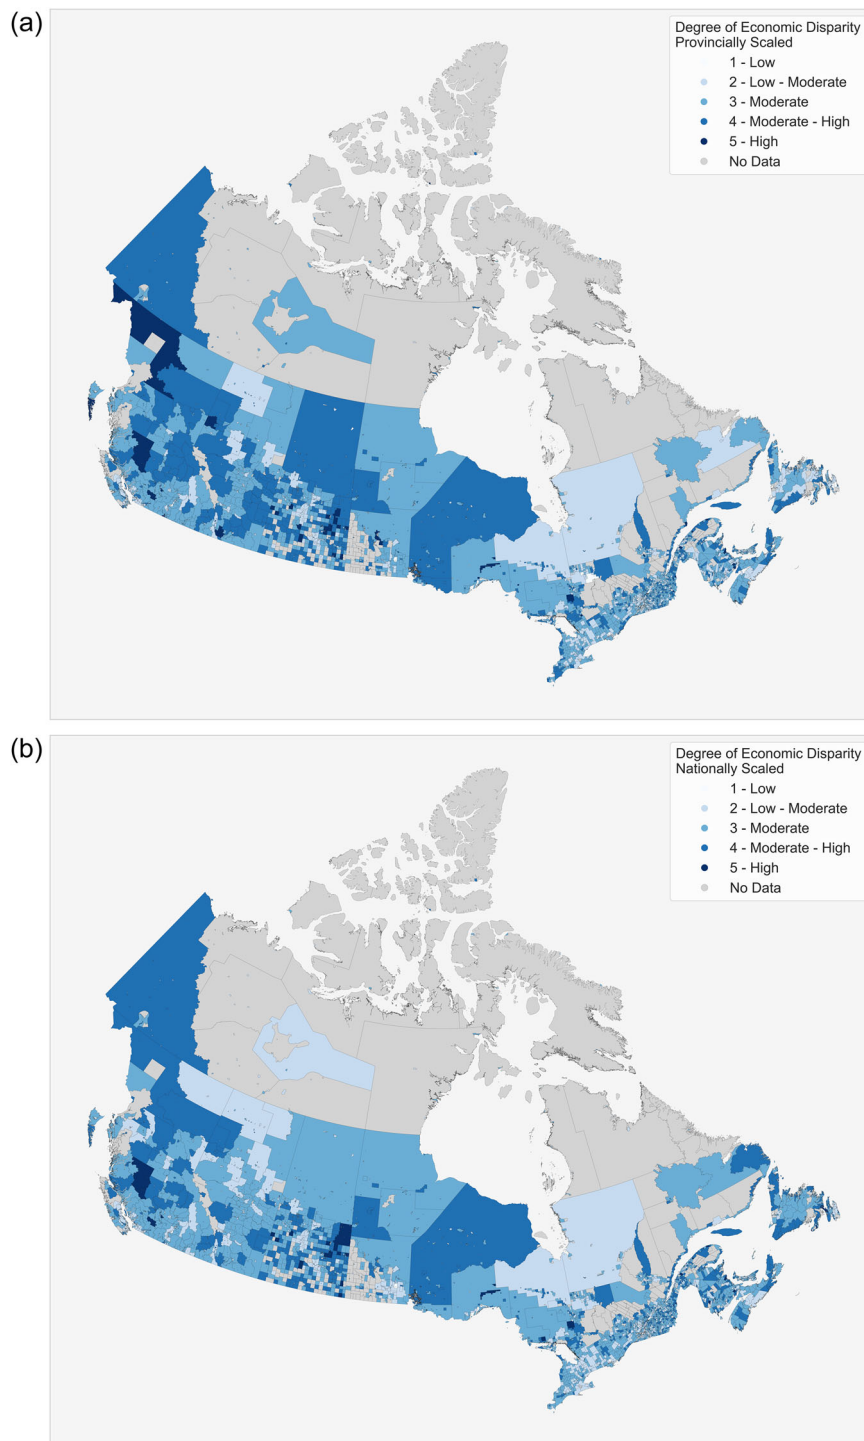 (a)
Degree of Economic Disparity
Provincially Scaled
1 - Low
2 - Low - Moderate
3 - Moderate
4 - Moderate - High
5 - High
No Data
(b)
Degree of Economic Disparity
Nationally Scaled
1 - Low
2 - Low - Moderate
3 - Moderate
4 - Moderate - High
5 - High
No Data